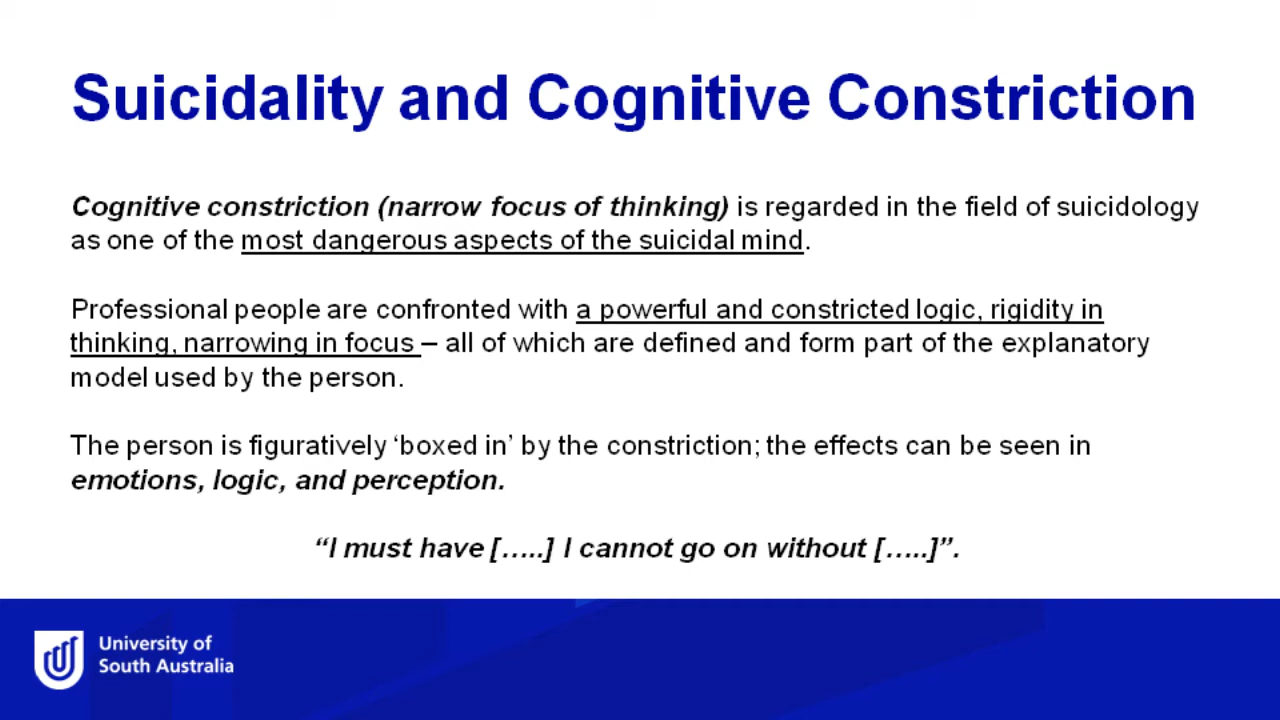 Suicidality and Cognitive Constriction
Cognitive constriction (narrow focus of thinking) is regarded in the field of suicidology
as one of the most dangerous aspects of the suicidal mind.
Professional people are confronted with a powerful and constricted logic, rigidity in
thinking, narrowing in focus – all of which are defined and form part of the explanatory
model used by the person.
The person is figuratively ‘boxed in’ by the constriction; the effects can be seen in
emotions, logic, and perception.
“I must have [.....] I cannot go on without [.....]”.
University of
South Australia